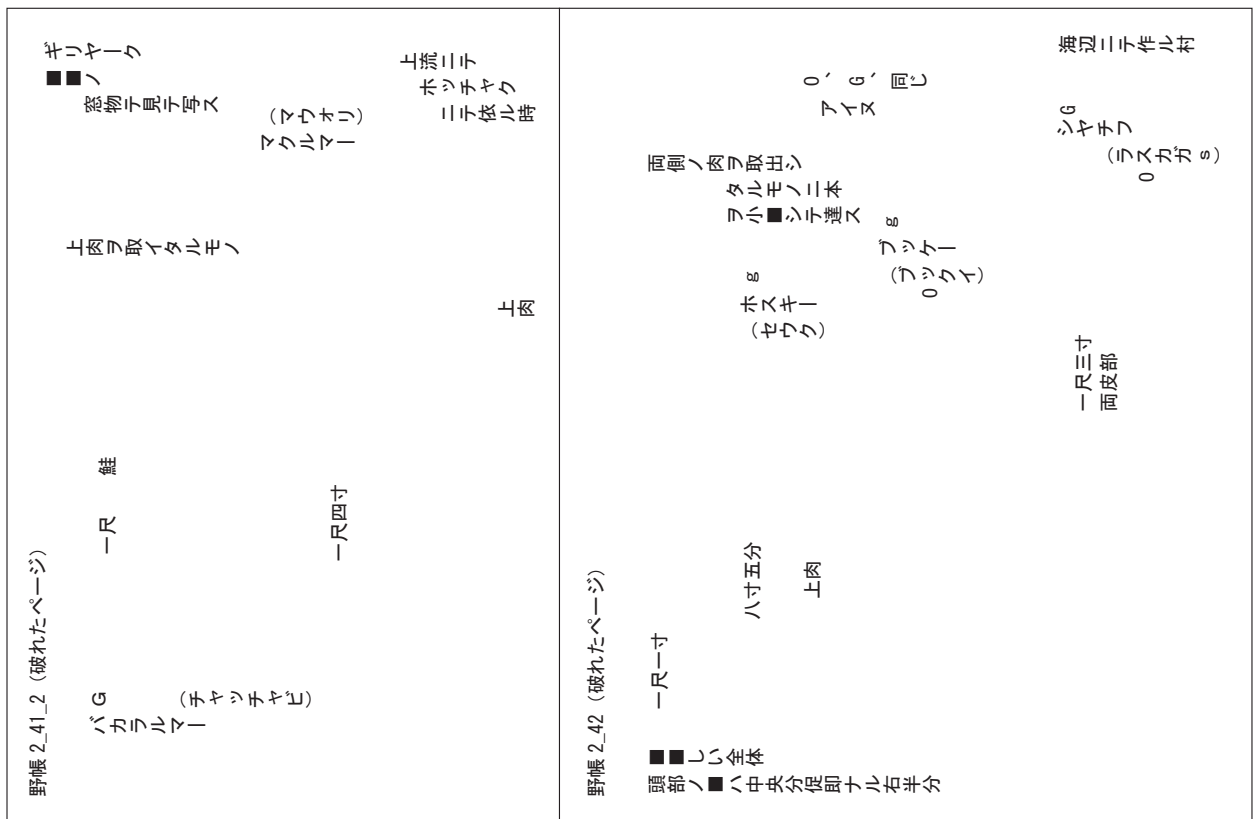 野帳 2_41_2 (破れたページ)
ギリヤーク
■■ノ
窓物テ見テ写ス
(マウォリ)
マクルマー
上流ニテ
ホッチャク
ニテ依ル時
上肉ヲ取イタルモノ
上肉
鮭
一尺
一尺四寸
G
バカラルマー
(チャッチャビ)
野帳 2_42 (破れたページ)
海辺ニテ作ル村
O、G、同じ
アイヌ
G
シヤチフ
(ラスガガs)
O
両側ノ肉ヲ取出シ
タルモノ二本
ヲ小■シテ達ス
g
ブッケー
(ブックイ)
O
g
ホスキー
(セウク)
一尺三寸
両皮部
八寸五分
上肉
一尺一寸
■■しい全体
頭部ノ■ハ中央分促即ナル右半分